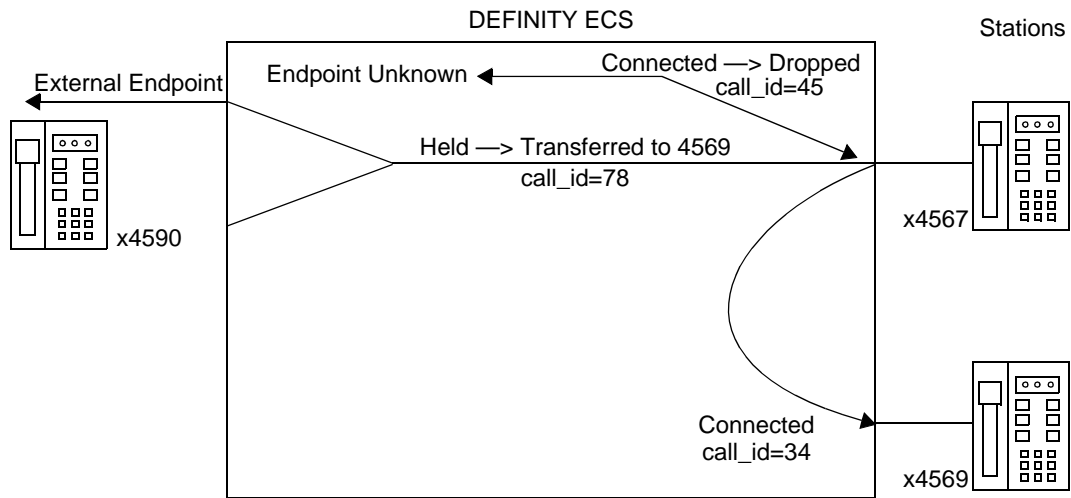 DEFINITY ECS
Stations
External Endpoint
Endpoint Unknown
Connected —> Dropped
call_id=45
Held —> Transferred to 4569
call_id=78
x4590
x4567
Connected
call_id=34
x4569